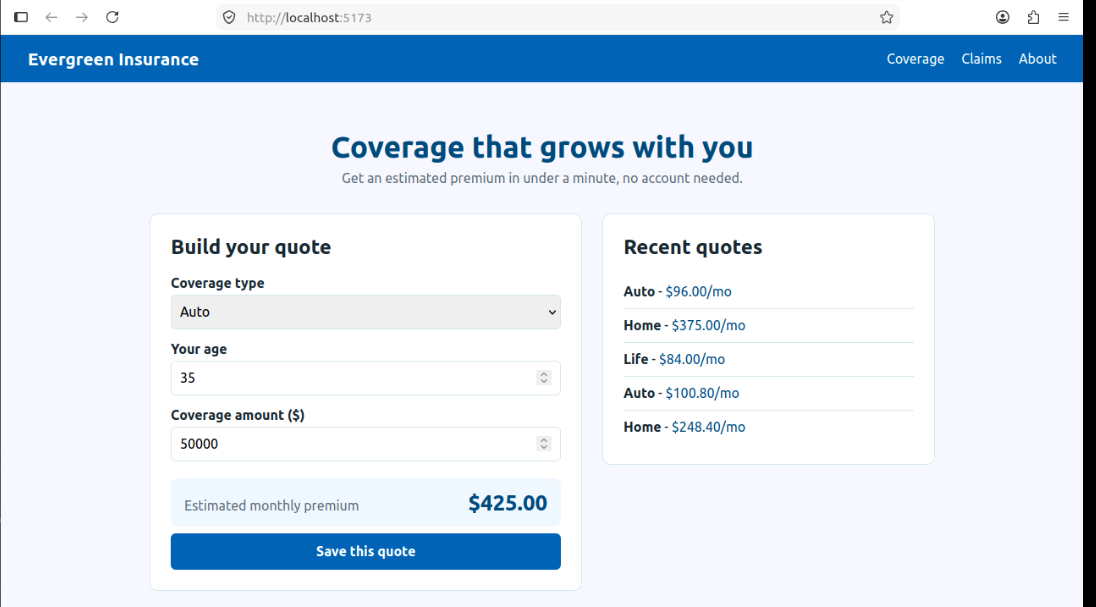 http://localhost:5173
Evergreen Insurance
Coverage Claims About
Coverage that grows with you
Get an estimated premium in under a minute, no account needed.
Build your quote
Coverage type
Auto
Your age
35
Coverage amount ($)
50000
Estimated monthly premium
$425.00
Save this quote
Recent quotes
Auto - $96.00/mo
Home - $375.00/mo
Life - $84.00/mo
Auto - $100.80/mo
Home - $248.40/mo